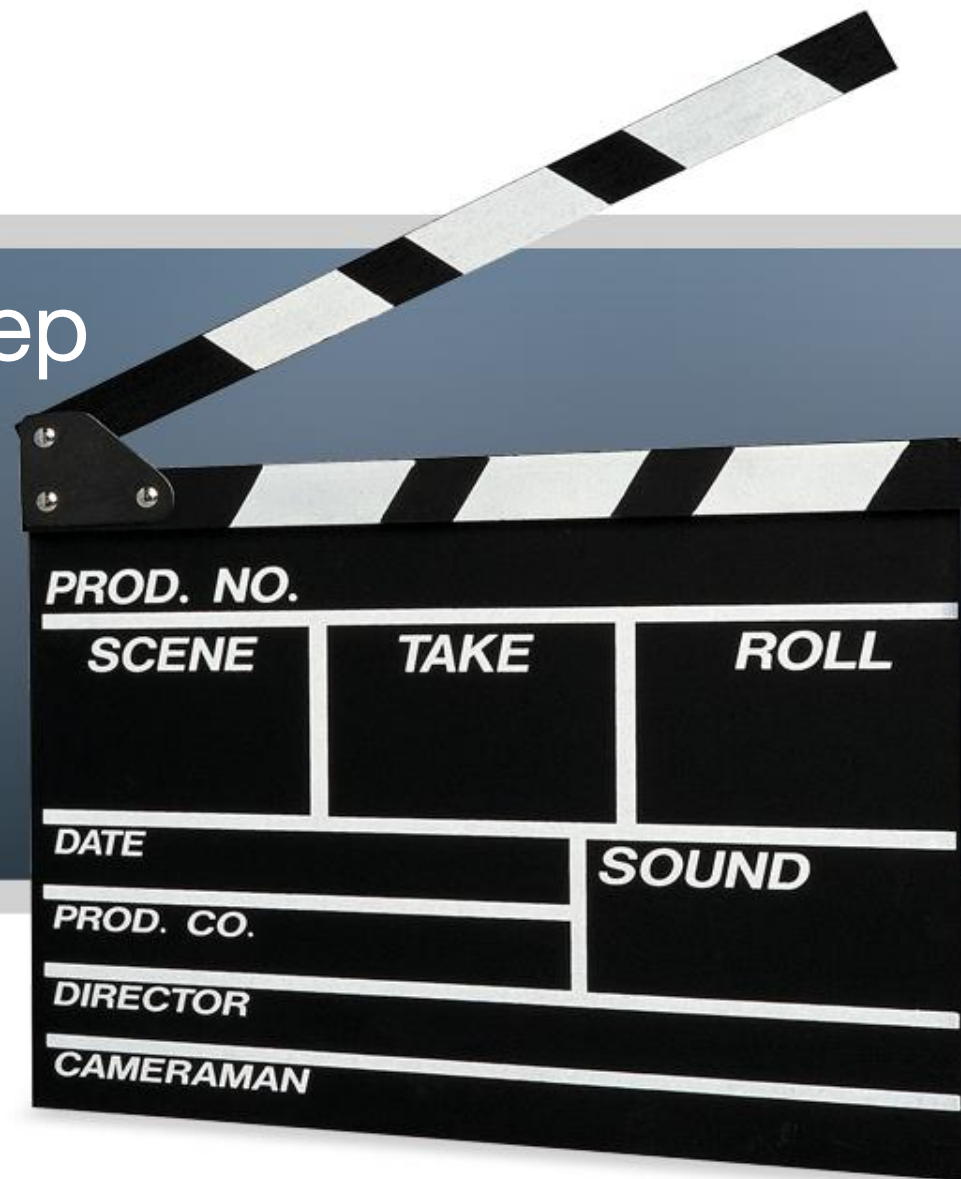 ep
PROD. NO.
SCENE TAKE ROLL
DATE
SOUND
PROD. CO.
DIRECTOR
CAMERAMAN